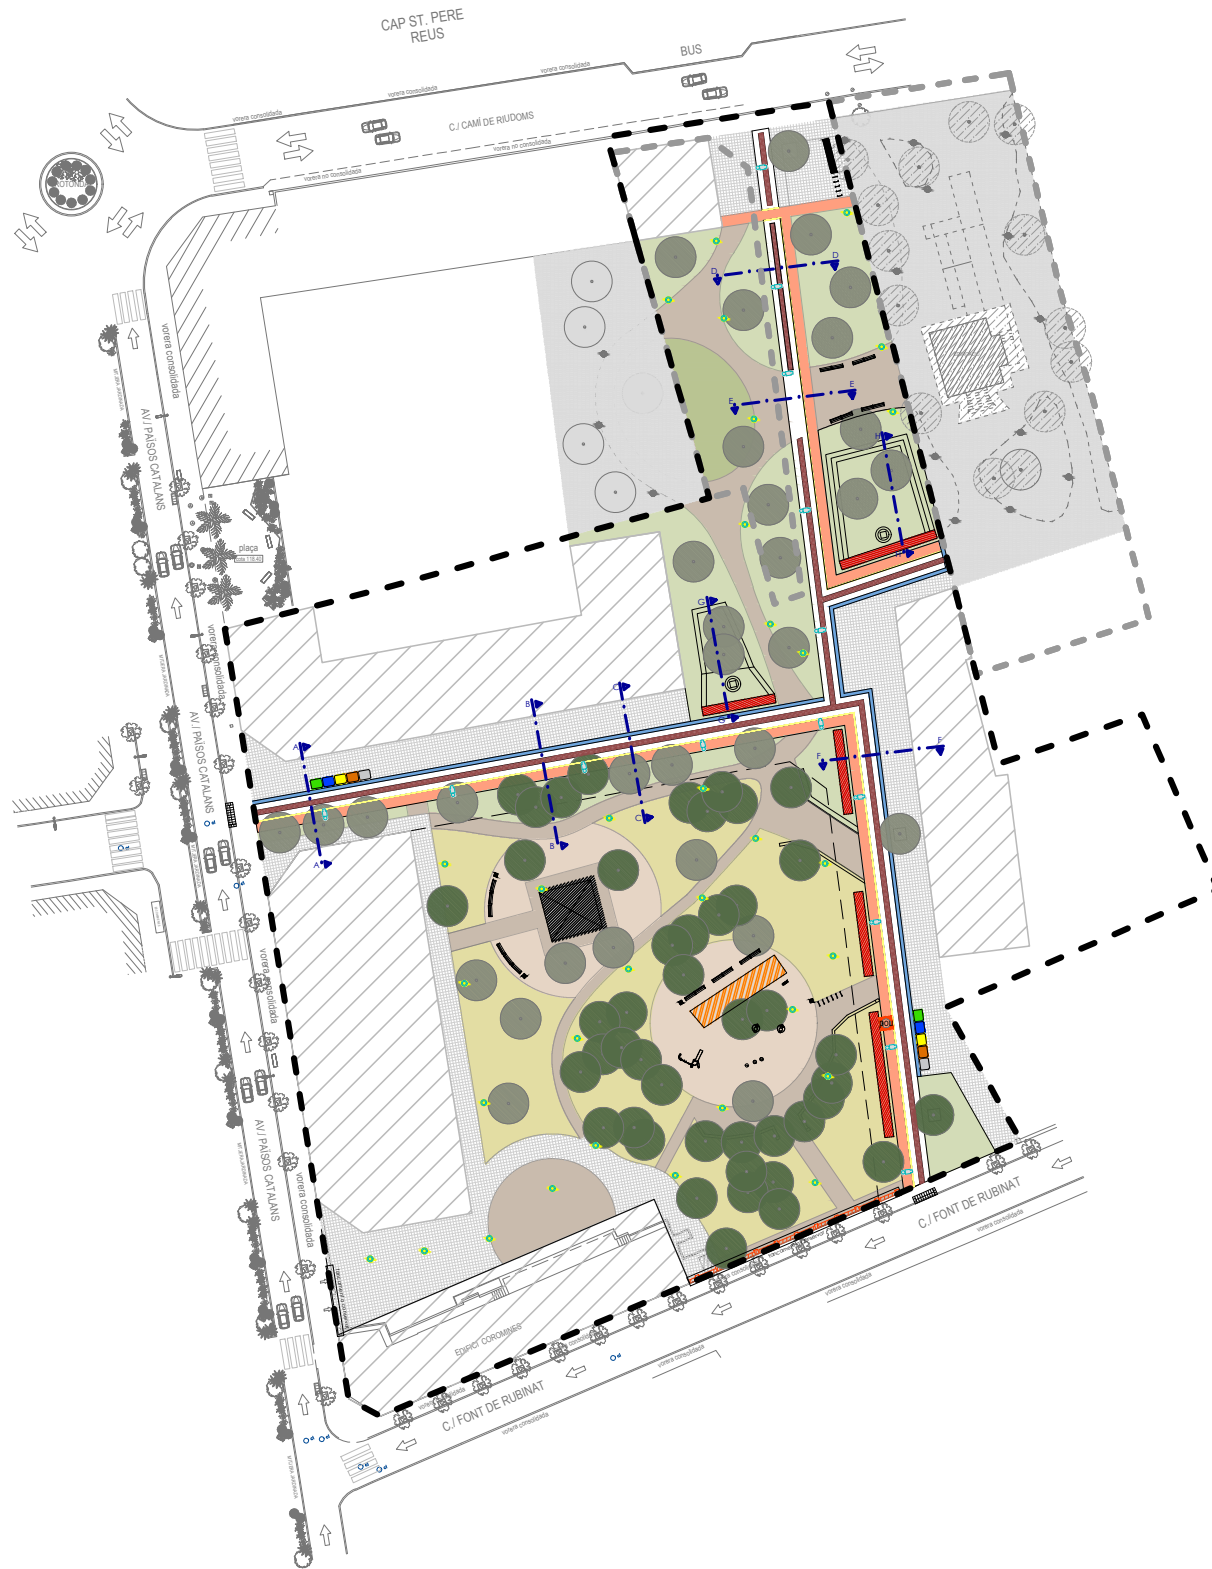 CAP ST. PERE
REUS
BUS
vorera consolidada
vorera consolidada
C./ CAMÍ DE RIUDOMS
vorera no consolidada
vorera no consolidada
ROTONDA
D
D
E
E
H
H
vorera consolidada
AV./ PAÏSOS CATALANS
plaça
G
G
vorera consolidada
C
C
B
B
A
A
F
F
AV./ PAÏSOS CATALANS
vorera consolidada
AV./ PAÏSOS CATALANS
vorera consolidada
EDIFICI COROMINES
C./ FONT DE RUBINAT
vorera consolidada
vorera consolidada
vorera consolidada
vorera consolidada
C./ FONT DE RUBINAT
vorera consolidada